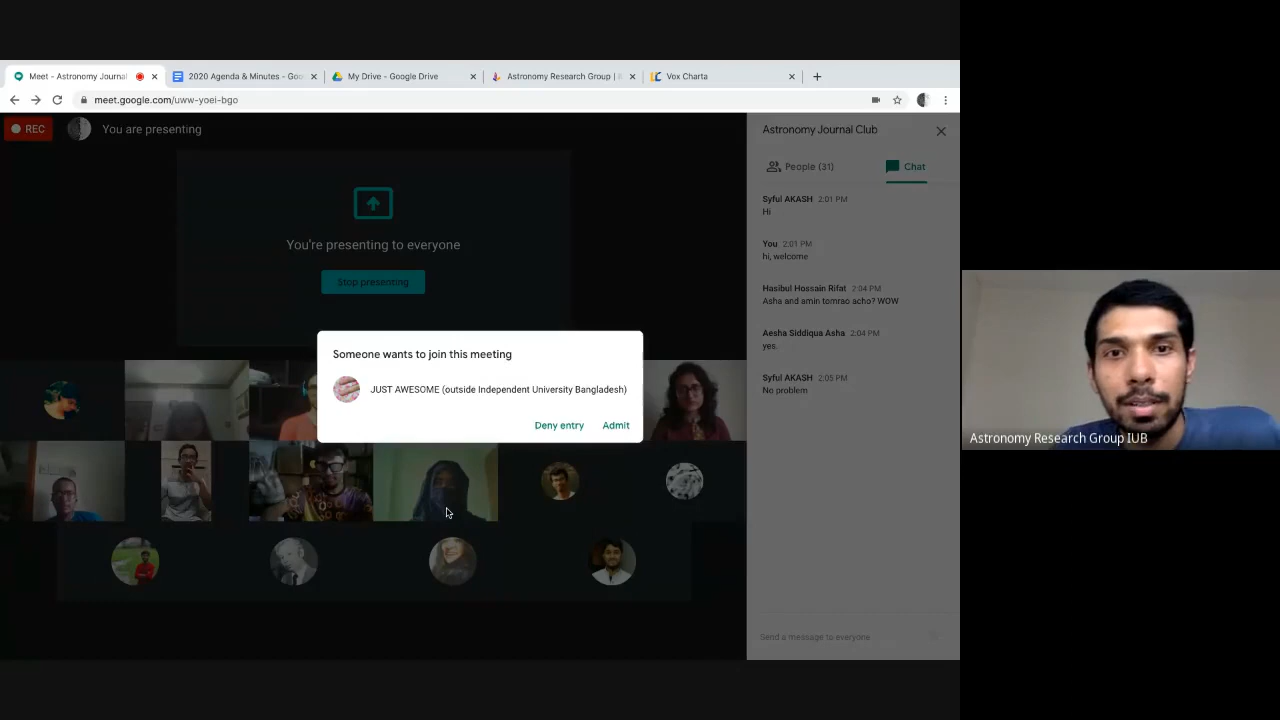 Meet - Astronomy Journal
2020 Agenda & Minutes - Goo
My Drive - Google Drive
Astronomy Research Group |
Vox Charta
meet.google.com/uww-yoei-bgo
REC
You are presenting
You're presenting to everyone
Stop presenting
Someone wants to join this meeting
JUST AWESOME (outside Independent University Bangladesh)
Deny entry
Admit
Astronomy Journal Club
People (31)
Chat
Syful AKASH 2:01 PM
Hi
You 2:01 PM
hi, welcome
Hasibul Hossain Rifat 2:04 PM
Asha and amin tomrao acho? WOW
Aesha Siddiqua Asha 2:04 PM
yes.
Syful AKASH 2:05 PM
No problem
Send a message to everyone
Astronomy Research Group IUB